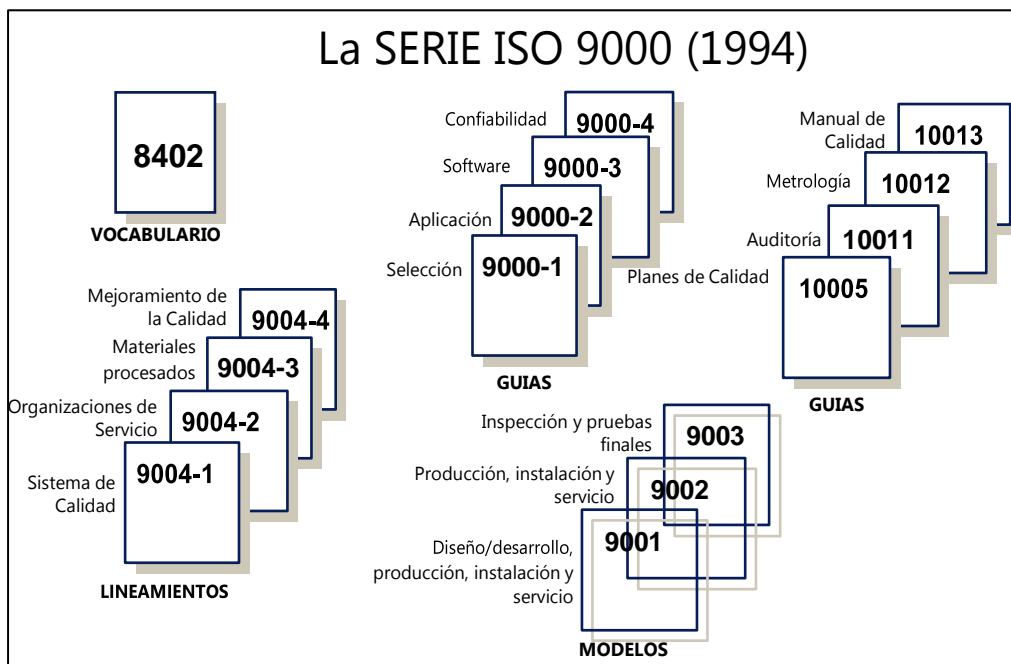 La SERIE ISO 9000 (1994)
8402
VOCABULARIO
Confiabilidad
9000-4
Software
9000-3
Aplicación
9000-2
Selección
9000-1
GUIAS
Manual de
Calidad
10013
Metrología
10012
Auditoría
10011
Planes de Calidad
10005
GUIAS
Mejoramiento de
la Calidad
9004-4
Materiales
procesados
9004-3
Organizaciones de
Servicio
9004-2
Sistema de
Calidad
9004-1
LINEAMIENTOS
Inspección y pruebas
finales
9003
Producción, instalación y
servicio
9002
Diseño/desarrollo,
producción, instalación y
servicio
9001
MODELOS